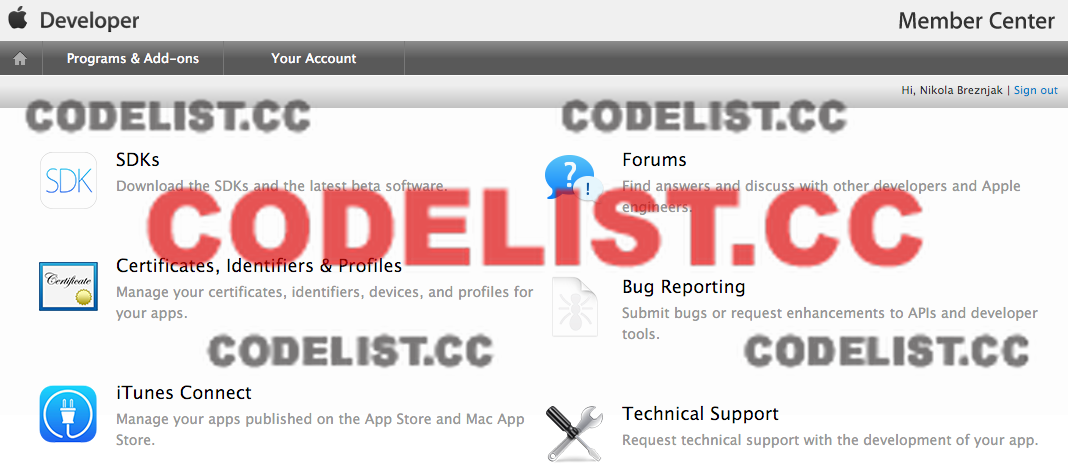 Developer
Member Center
Programs & Add-ons
Your Account
Hi, Nikola Breznjak | Sign out
CODELIST.CC
CODELIST.CC
SDK
SDKs
Download the SDKs and the latest beta software.
?
!
Forums
Find answers and discuss with other developers and Apple
engineers.
CODELIST.CC
Certificate
Certificates, Identifiers & Profiles
Manage your certificates, identifiers, devices, and profiles for
your apps.
Bug Reporting
Submit bugs or request enhancements to APIs and developer
tools.
CODELIST.CC
CODELIST.CC
iTunes Connect
Manage your apps published on the App Store and Mac App
Store.
Technical Support
Request technical support with the development of your app.